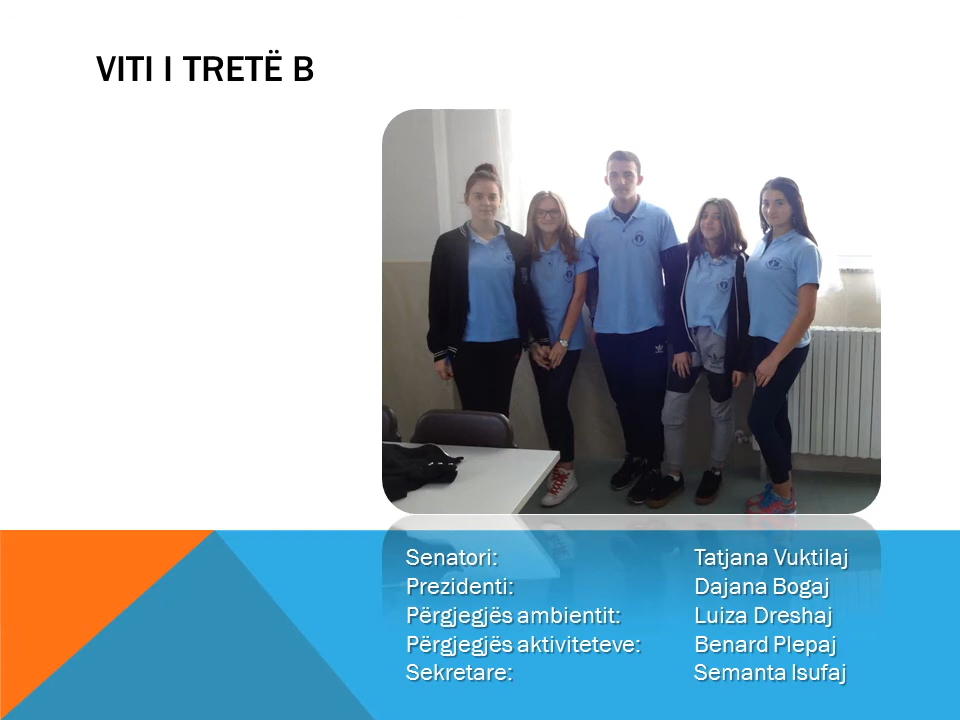 VITI I TRETË B
Senatori: Tatjana Vuktilaj
Prezidenti: Dajana Bogaj
Përgjegjës ambientit: Luiza Dreshaj
Përgjegjës aktiviteteve: Benard Plepaj
Sekretare: Semanta Isufaj